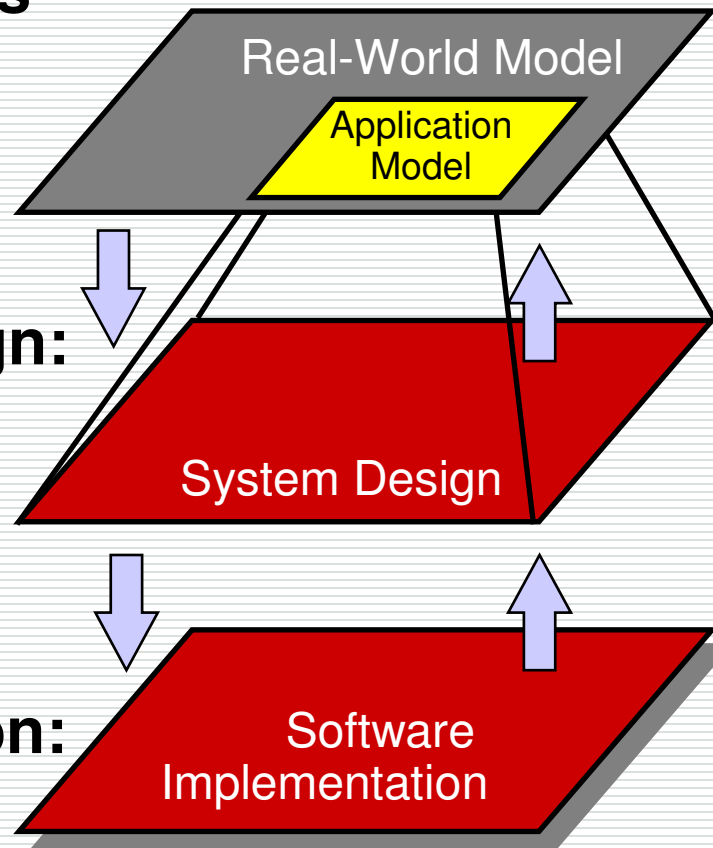 s
Real-World Model
Application
Model
gn:
System Design
on:
Software
Implementation